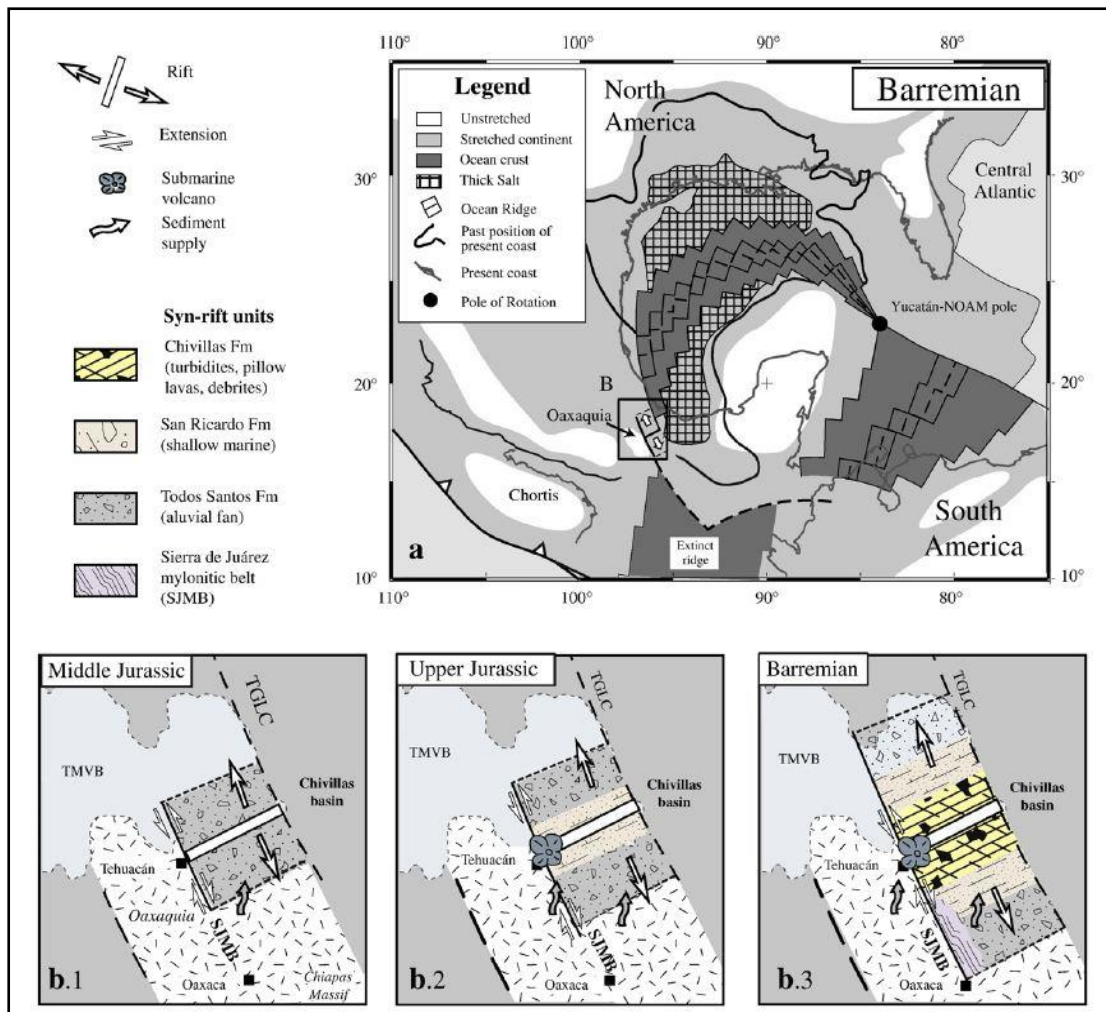 Rift
Extension
Submarine
volcano
Sediment
supply
Syn-rift units
Chivillas Fm
(turbidites, pillow
lavas, debrites)
San Ricardo Fm
(shallow marine)
Todos Santos Fm
(aluvial fan)
Sierra de Juárez
mylonitic belt
(SJMB)
110° 100° 90° 80°
Legend
Unstretched
Stretched continent
Ocean crust
Thick Salt
Ocean Ridge
Past position of
present coast
Present coast
Pole of Rotation
North
America
Barremian
Central
Atlantic
30° 30°
Yucatán-NOAM pole
20° 20°
B
Oaxaquia
Chortis
South
America
Extinct
ridge
a
10° 10°
110° 100° 90° 80°
Middle Jurassic
TGLC
TMVB
Chivillas
basin
Tehuacán
Oaxaquia
SJMB
Oaxaca
Chiapas
Massif
b.1
Upper Jurassic
TGLC
TMVB
Chivillas
basin
Tehuacán
SJMB
Oaxaca
b.2
Barremian
TGLC
TMVB
Chivillas
basin
Tehuacán
SJMB
Oaxaca
b.3